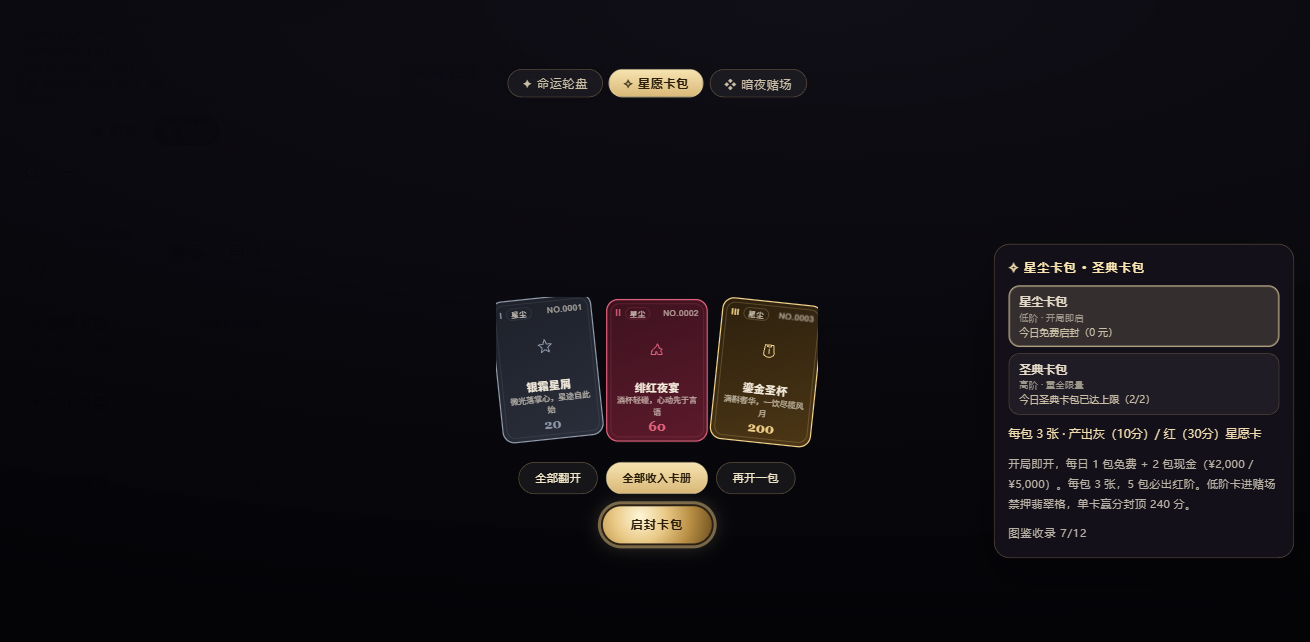 ✦ 命运轮盘
✧ 星愿卡包
❖ 暗夜赌场
I 星尘 NO.0001
银霜星屑
微光落掌心，星途自此
始
20
II 星尘 NO.0002
绯红夜宴
酒杯轻碰，心动先于言
语
60
III 星尘 NO.0003
鎏金圣杯
满斟奢华，一饮尽揽风
月
200
全部翻开
全部收入卡册
再开一包
启封卡包
✧ 星尘卡包 · 圣典卡包
星尘卡包
低阶 · 开局即启
今日免费启封（0 元）
圣典卡包
高阶 · 重金限量
今日圣典卡包已达上限（2/2）
每包 3 张 · 产出灰（10分）/ 红（30分）星愿卡
开局即开，每日 1 包免费 + 2 包现金（¥2,000 /
¥5,000）。每包 3 张，5 包必出红阶。低阶卡进赌场
禁押翡翠格，单卡赢分封顶 240 分。
图鉴收录 7/12